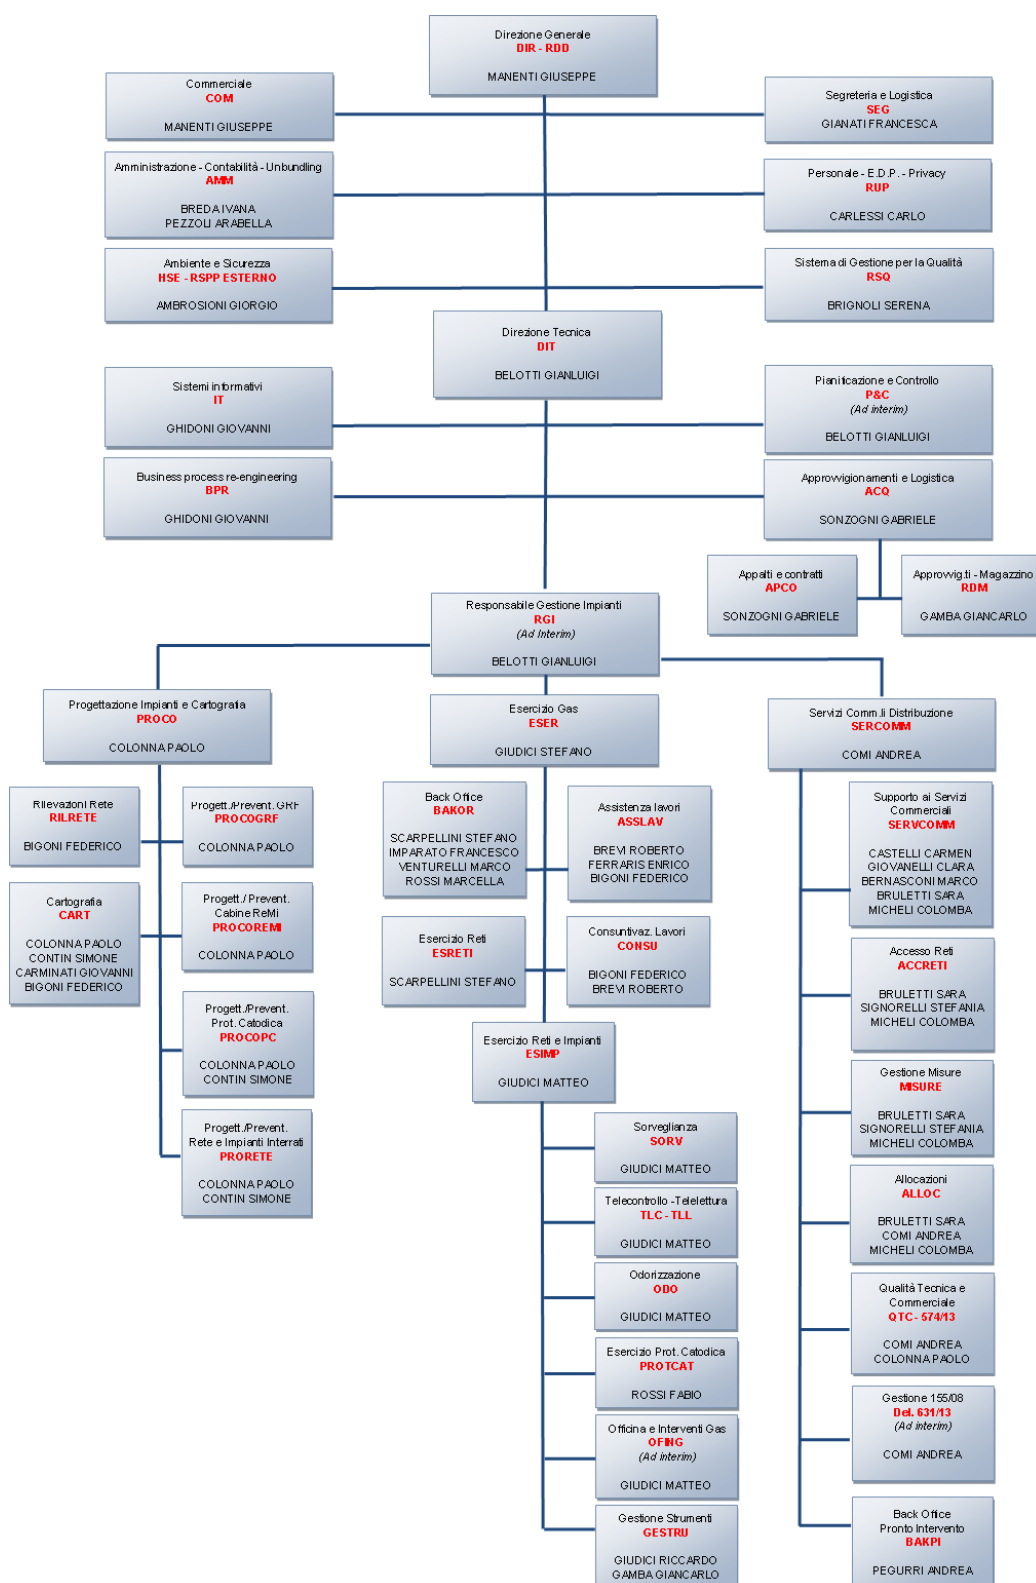 Direzione Generale
DIR - RDD
MANENTI GIUSEPPE
Commerciale
COM
MANENTI GIUSEPPE
Segreteria e Logistica
SEG
GIANATI FRANCESCA
Amministrazione - Contabilità - Unbundling
AMM
BREDA IVANA
PEZZOLI ARABELLA
Personale - E.D.P. - Privacy
RUP
CARLESSI CARLO
Ambiente e Sicurezza
HSE - RSPP ESTERNO
AMBROSIONI GIORGIO
Sistema di Gestione per la Qualità
RSQ
BRIGNOLI SERENA
Direzione Tecnica
DIT
BELOTTI GIANLUIGI
Sistemi informativi
IT
GHIDONI GIOVANNI
Pianificazione e Controllo
P&C
(Ad interim)
BELOTTI GIANLUIGI
Business process re-engineering
BPR
GHIDONI GIOVANNI
Approvvigionamenti e Logistica
ACQ
SONZOGNI GABRIELE
Appalti e contratti
APCO
SONZOGNI GABRIELE
Approvvig.ti - Magazzino
RDM
GAMBA GIANCARLO
Responsabile Gestione Impianti
RGI
(Ad Interim)
BELOTTI GIANLUIGI
Progettazione Impianti e Cartografia
PROCO
COLONNA PAOLO
Esercizio Gas
ESER
GIUDICI STEFANO
Servizi Comm.li Distribuzione
SERCOMM
COMI ANDREA
Rilevazioni Rete
RILRETE
BIGONI FEDERICO
Progett./Prevent. GRF
PROCOGRF
COLONNA PAOLO
Cartografia
CART
COLONNA PAOLO
CONTIN SIMONE
CARMINATI GIOVANNI
BIGONI FEDERICO
Progett./ Prevent.
Cabine ReMi
PROCOREMI
COLONNA PAOLO
Progett./Prevent.
Prot. Catodica
PROCOPC
COLONNA PAOLO
CONTIN SIMONE
Progett./Prevent.
Rete e Impianti Interrati
PRORETE
COLONNA PAOLO
CONTIN SIMONE
Back Office
BAKOR
SCARPELLINI STEFANO
IMPARATO FRANCESCO
VENTURELLI MARCO
ROSSI MARCELLA
Assistenza lavori
ASSLAV
BREVI ROBERTO
FERRARIS ENRICO
BIGONI FEDERICO
Esercizio Reti
ESRETI
SCARPELLINI STEFANO
Consuntivaz. Lavori
CONSU
BIGONI FEDERICO
BREVI ROBERTO
Esercizio Reti e Impianti
ESIMP
GIUDICI MATTEO
Sorveglianza
SORV
GIUDICI MATTEO
Telecontrollo -Telelettura
TLC - TLL
GIUDICI MATTEO
Odorizzazione
ODO
GIUDICI MATTEO
Esercizio Prot. Catodica
PROTCAT
ROSSI FABIO
Officina e Interventi Gas
OFING
(Ad interim)
GIUDICI MATTEO
Gestione Strumenti
GESTRU
GIUDICI RICCARDO
GAMBA GIANCARLO
Supporto ai Servizi
Commerciali
SERVCOMM
CASTELLI CARMEN
GIOVANELLI CLARA
BERNASCONI MARCO
BRULETTI SARA
MICHELI COLOMBA
Accesso Reti
ACCRETI
BRULETTI SARA
SIGNORELLI STEFANIA
MICHELI COLOMBA
Gestione Misure
MISURE
BRULETTI SARA
SIGNORELLI STEFANIA
MICHELI COLOMBA
Allocazioni
ALLOC
BRULETTI SARA
COMI ANDREA
MICHELI COLOMBA
Qualità Tecnica e
Commerciale
QTC - 574/13
COMI ANDREA
COLONNA PAOLO
Gestione 155/08
Del. 631/13
(Ad interim)
COMI ANDREA
Back Office
Pronto Intervento
BAKPI
PEGURRI ANDREA